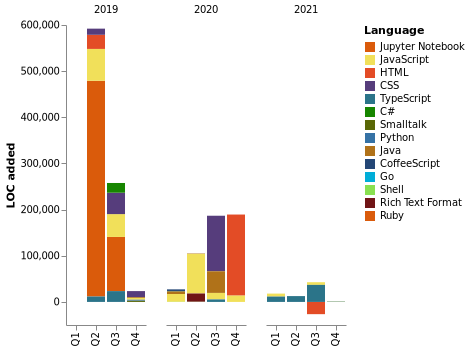 2019 2020 2021
LOC added
600,000
500,000
400,000
300,000
200,000
100,000
0
Q1 Q2 Q3 Q4 Q1 Q2 Q3 Q4 Q1 Q2 Q3 Q4
Language
Jupyter Notebook
JavaScript
HTML
CSS
TypeScript
C#
Smalltalk
Python
Java
CoffeeScript
Go
Shell
Rich Text Format
Ruby